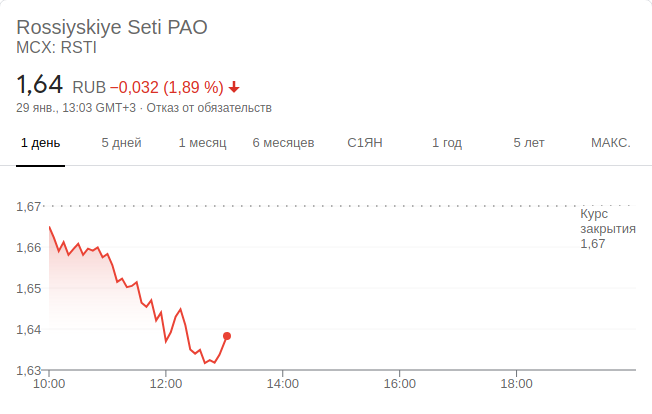 Rossiyskiye Seti PAO
MCX: RSTI
1,64 RUB −0,032 (1,89 %)
29 янв., 13:03 GMT+3 · Отказ от обязательств
1 день 5 дней 1 месяц 6 месяцев С1ЯН 1 год 5 лет МАКС.
1,67
Курс
закрытия
1,67
1,66
1,65
1,64
1,63
10:00 12:00 14:00 16:00 18:00